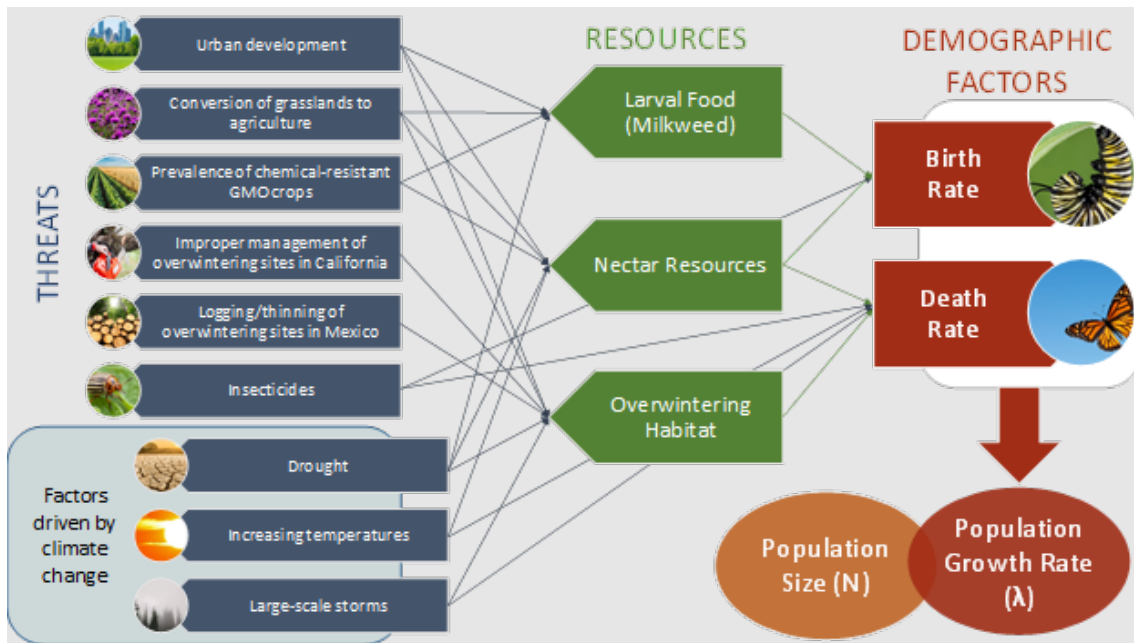 THREATS
Urban development
Conversion of grasslands to
agriculture
Prevalence of chemical-resistant
GMO crops
Improper management of
overwintering sites in California
Logging/thinning of
overwintering sites in Mexico
Insecticides
Factors
driven by
climate
change
Drought
Increasing temperatures
Large-scale storms
RESOURCES
Larval Food
(Milkweed)
Nectar Resources
Overwintering
Habitat
DEMOGRAPHIC
FACTORS
Birth
Rate
Death
Rate
Population
Size (N)
Population
Growth Rate
(λ)